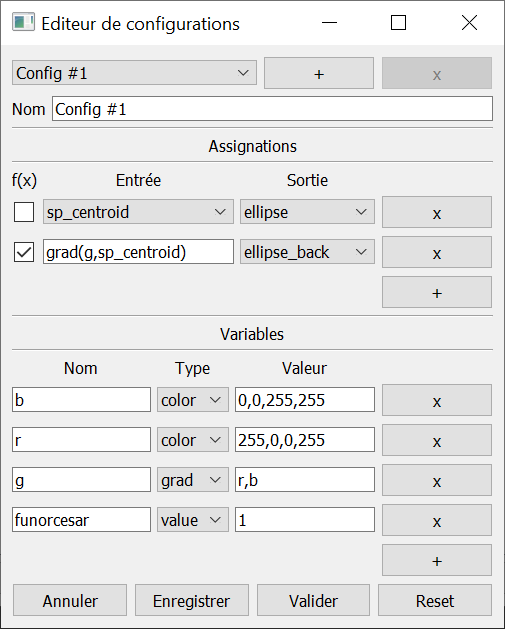 Editeur de configurations
Config #1 + x
Nom Config #1
Assignations
f(x) Entrée Sortie
sp_centroid ellipse x
grad(g,sp_centroid) ellipse_back x
+
Variables
Nom Type Valeur
b color 0,0,255,255 x
r color 255,0,0,255 x
g grad r,b x
funorcesar value 1 x
+
Annuler Enregistrer Valider Reset